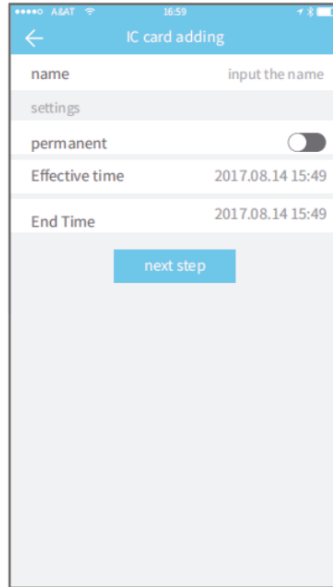 A&AT 16:59
IC card adding
name input the name
settings
permanent
Effective time 2017.08.14 15:49
End Time 2017.08.14 15:49
next step